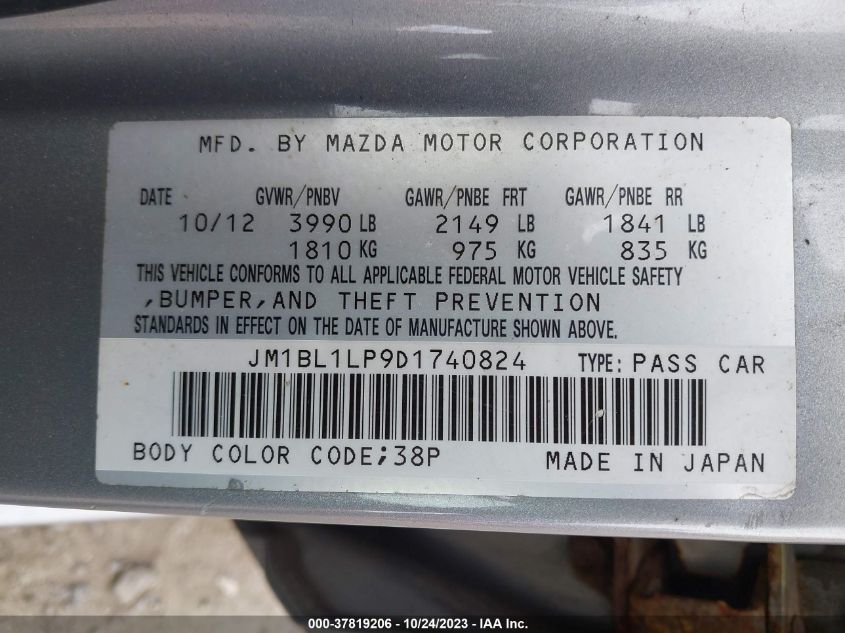 MFD. BY MAZDA MOTOR CORPORATION
DATE GVWR/PNBV GAWR/PNBE FRT GAWR/PNBE RR
10/12 3990 LB 2149 LB 1841 LB
1810 KG 975 KG 835 KG
THIS VEHICLE CONFORMS TO ALL APPLICABLE FEDERAL MOTOR VEHICLE SAFETY
,BUMPER,AND THEFT PREVENTION
STANDARDS IN EFFECT ON THE DATE OF MANUFACTURE SHOWN ABOVE.
JM1BL1LP9D1740824 TYPE: PASS CAR
BODY COLOR CODE;38P MADE IN JAPAN
000-37819206 - 10/24/2023 - IAA Inc.